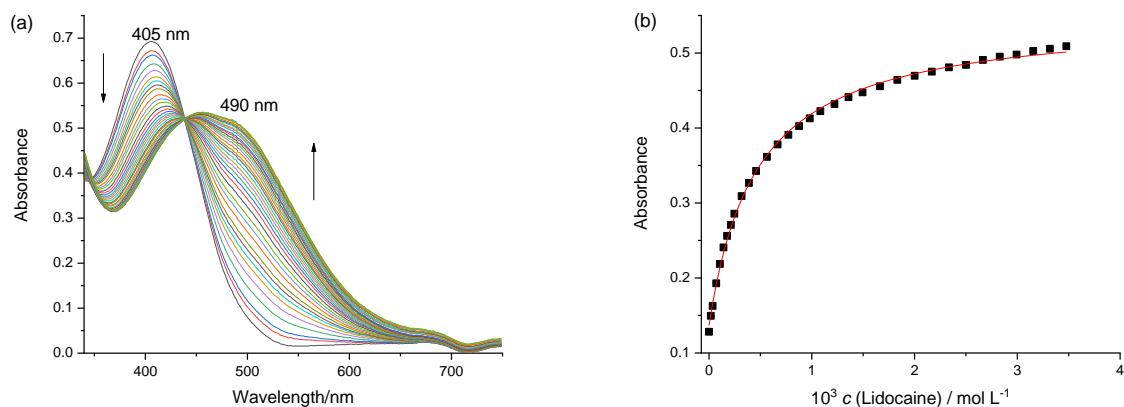 (a)
405 nm
490 nm
0.7
0.6
0.5
0.4
0.3
0.2
0.1
0.0
Absorbance
400
500
600
700
Wavelength/nm
(b)
0.5
0.4
0.3
0.2
0.1
Absorbance
0
1
2
3
4
10³ c (Lidocaine) / mol L⁻¹